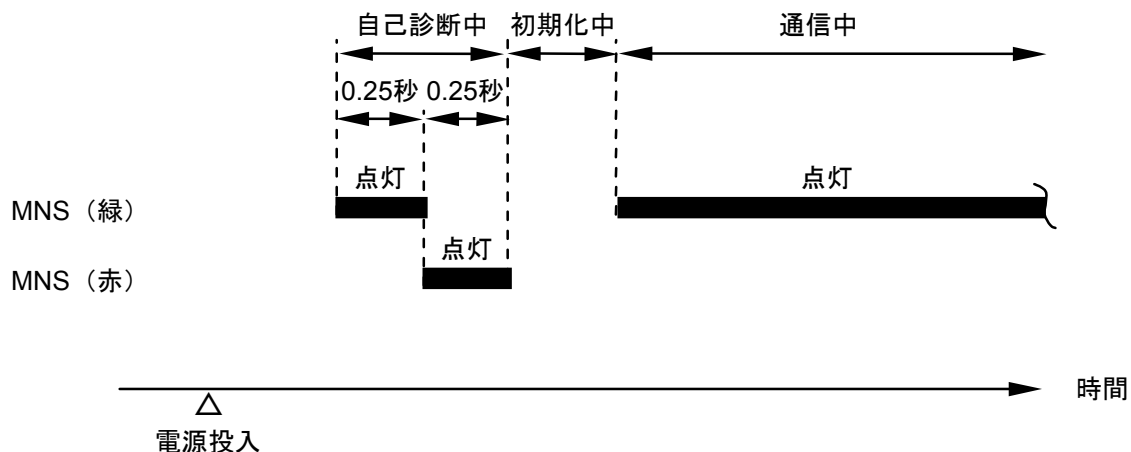 自己診断中 初期化中 通信中
0.25秒 0.25秒
点灯 点灯
MNS（緑）
点灯
MNS（赤）
時間
電源投入